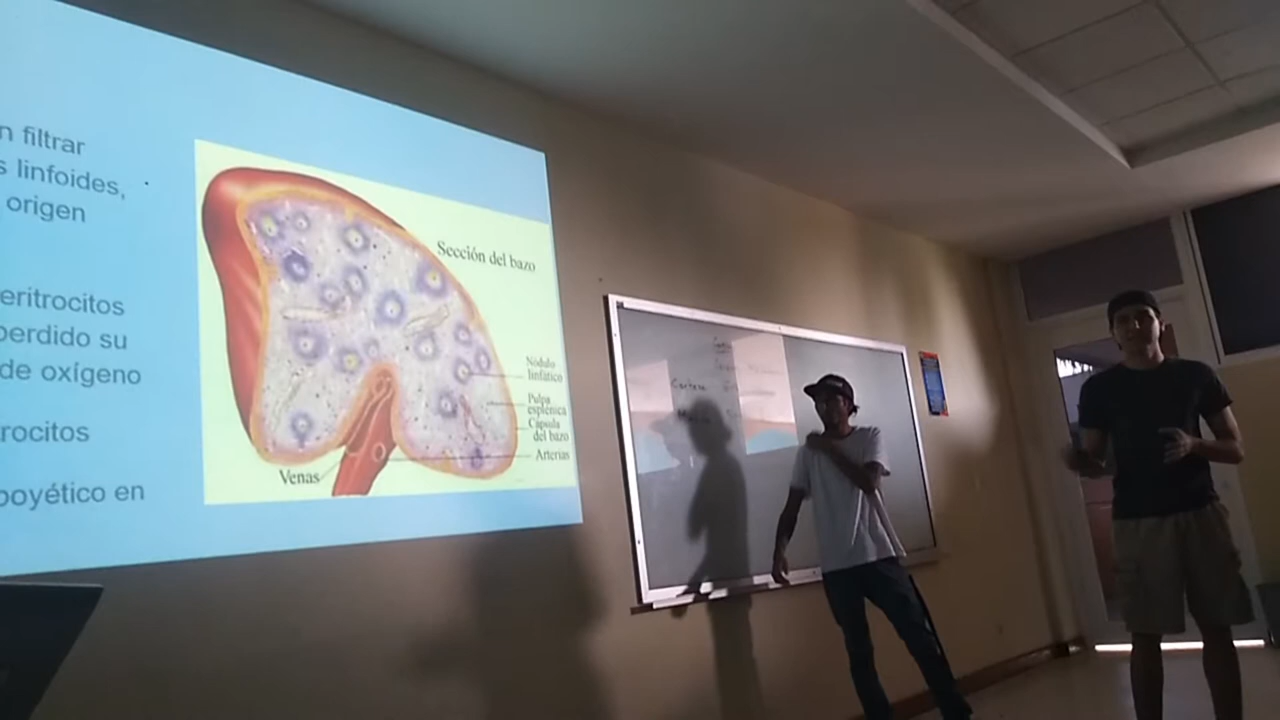 n filtrar
s linfoides,
origen
eritrocitos
perdido su
de oxígeno
rocitos
poyético en
Sección del bazo
Nódulo
linfático
Pulpa
esplénica
Cápsula
del bazo
Arterias
Venas